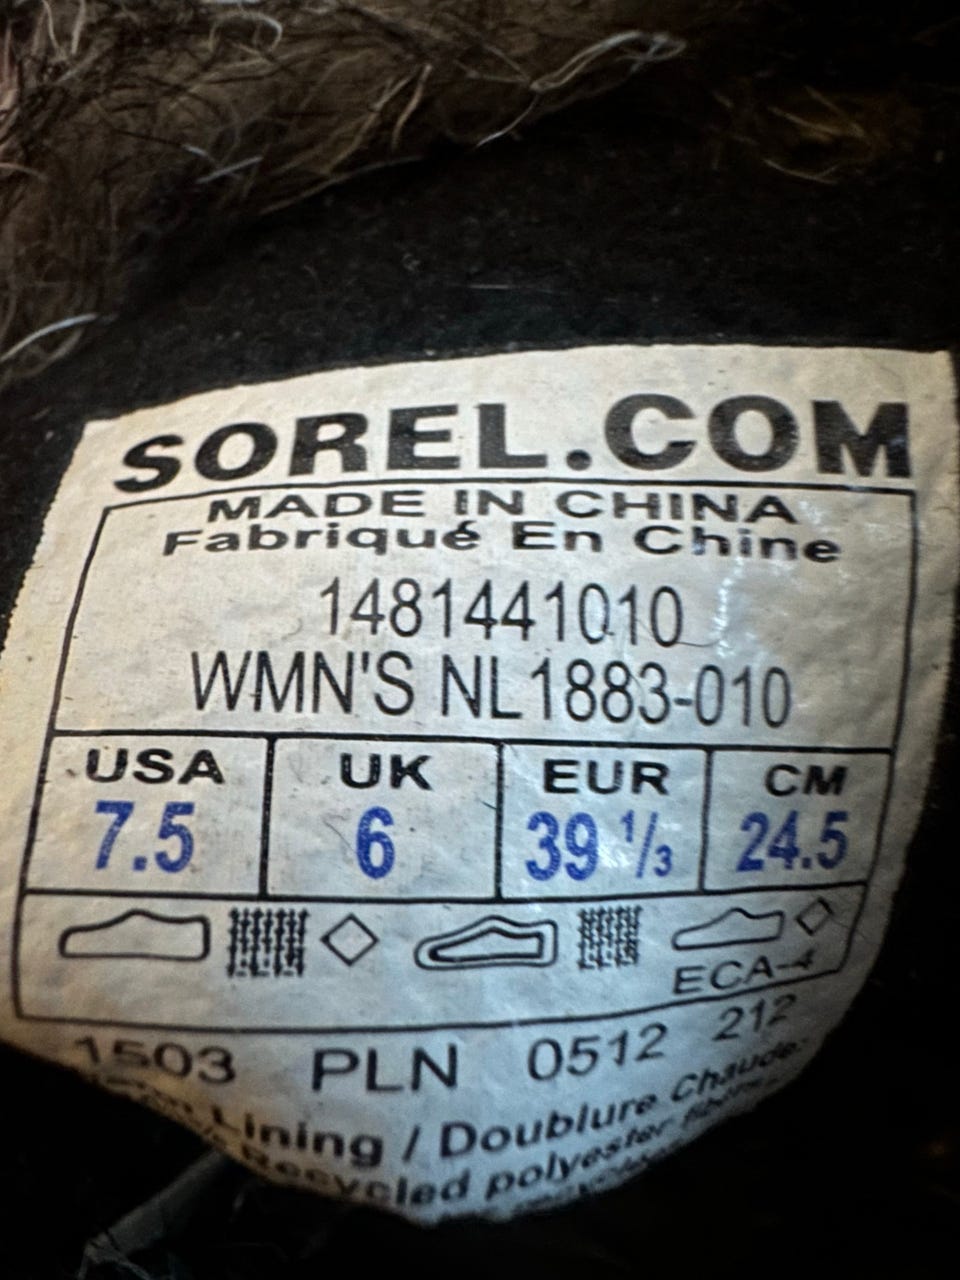 SOREL.COM
MADE IN CHINA
Fabriqué En Chine
1481441010
WMN'S NL1883-010
USA UK EUR CM
7.5 6 39 1/3 24.5
ECA-4
1503 PLN 0512 212
Lining / Doublure Chaude:
Recycled polyester fibers